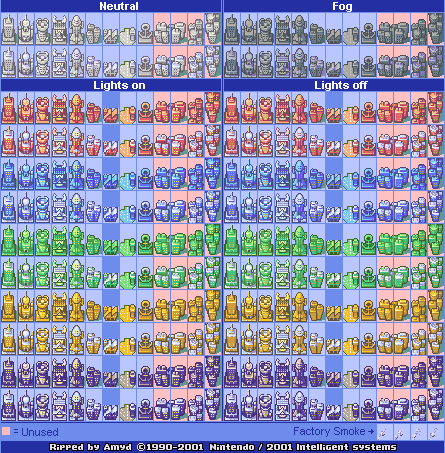 Neutral
Fog
Lights on
Lights off
= Unused
Factory Smoke
Ripped by Amyd ©1990-2001 Nintendo / 2001 Intelligent systems